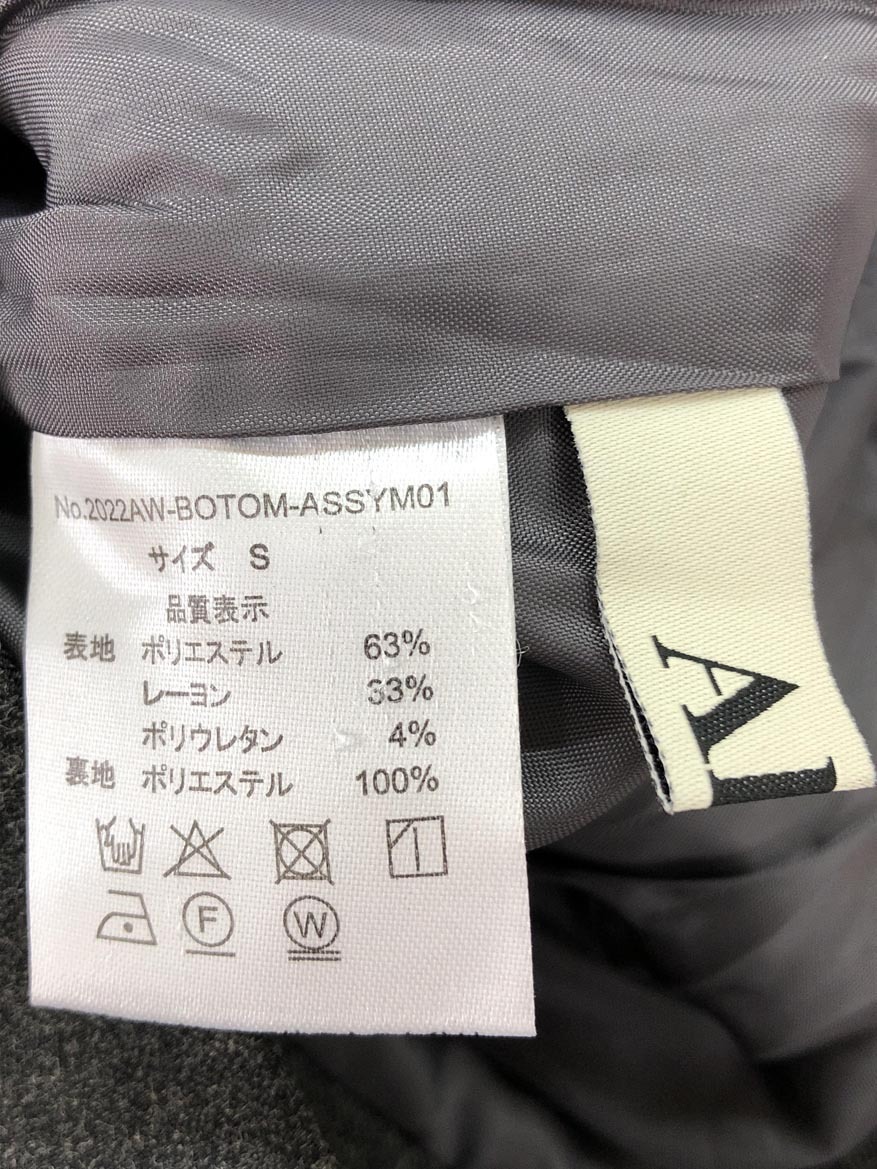 No.2022AW-BOTOM-ASSYM01
サイズ S
品質表示
表地 ポリエステル 63%
レーヨン 33%
ポリウレタン 4%
裏地 ポリエステル 100%
F W
A